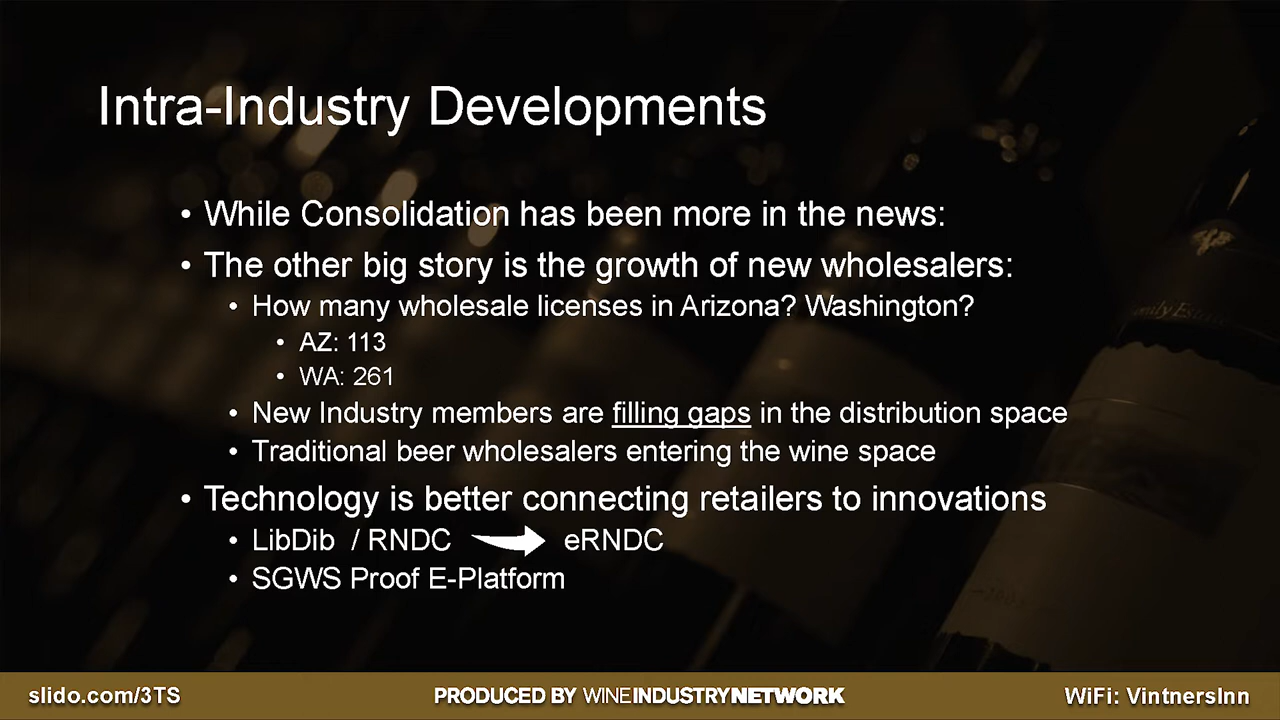 Intra-Industry Developments
• While Consolidation has been more in the news:
• The other big story is the growth of new wholesalers:
• How many wholesale licenses in Arizona? Washington?
• AZ: 113
• WA: 261
• New Industry members are filling gaps in the distribution space
• Traditional beer wholesalers entering the wine space
• Technology is better connecting retailers to innovations
• LibDib / RNDC eRNDC
• SGWS Proof E-Platform
slido.com/3TS PRODUCED BY WINEINDUSTRYNETWORK WiFi: VintnersInn